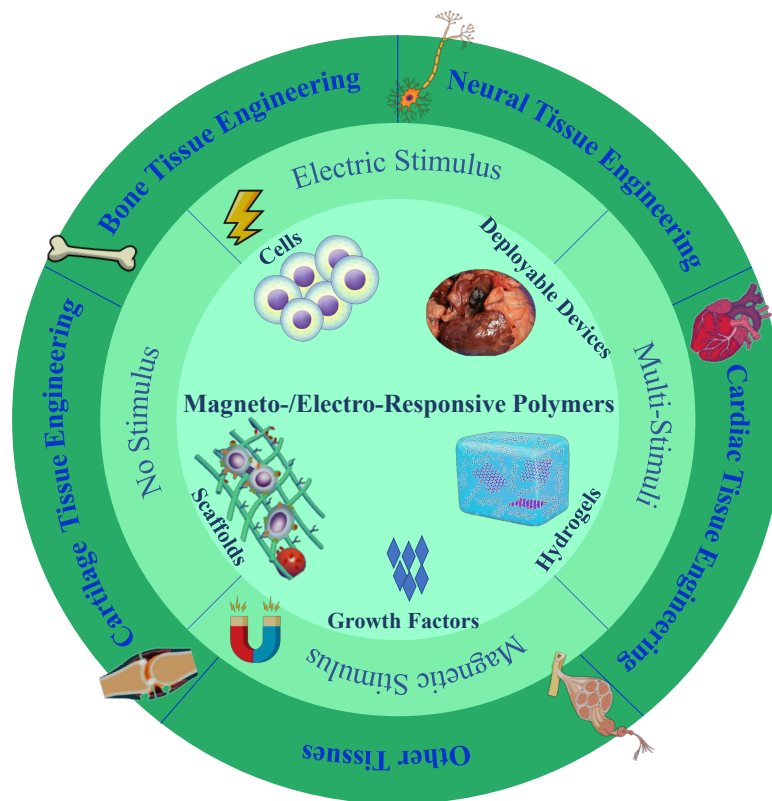 Bone Tissue Engineering
Neural Tissue Engineering
Cardiac Tissue Engineering
Other Tissues
Cartilage Tissue Engineering
Electric Stimulus
Multi-Stimuli
Magnetic Stimulus
No Stimulus
Cells
Deployable Devices
Magneto-/Electro-Responsive Polymers
Scaffolds
Hydrogels
Growth Factors